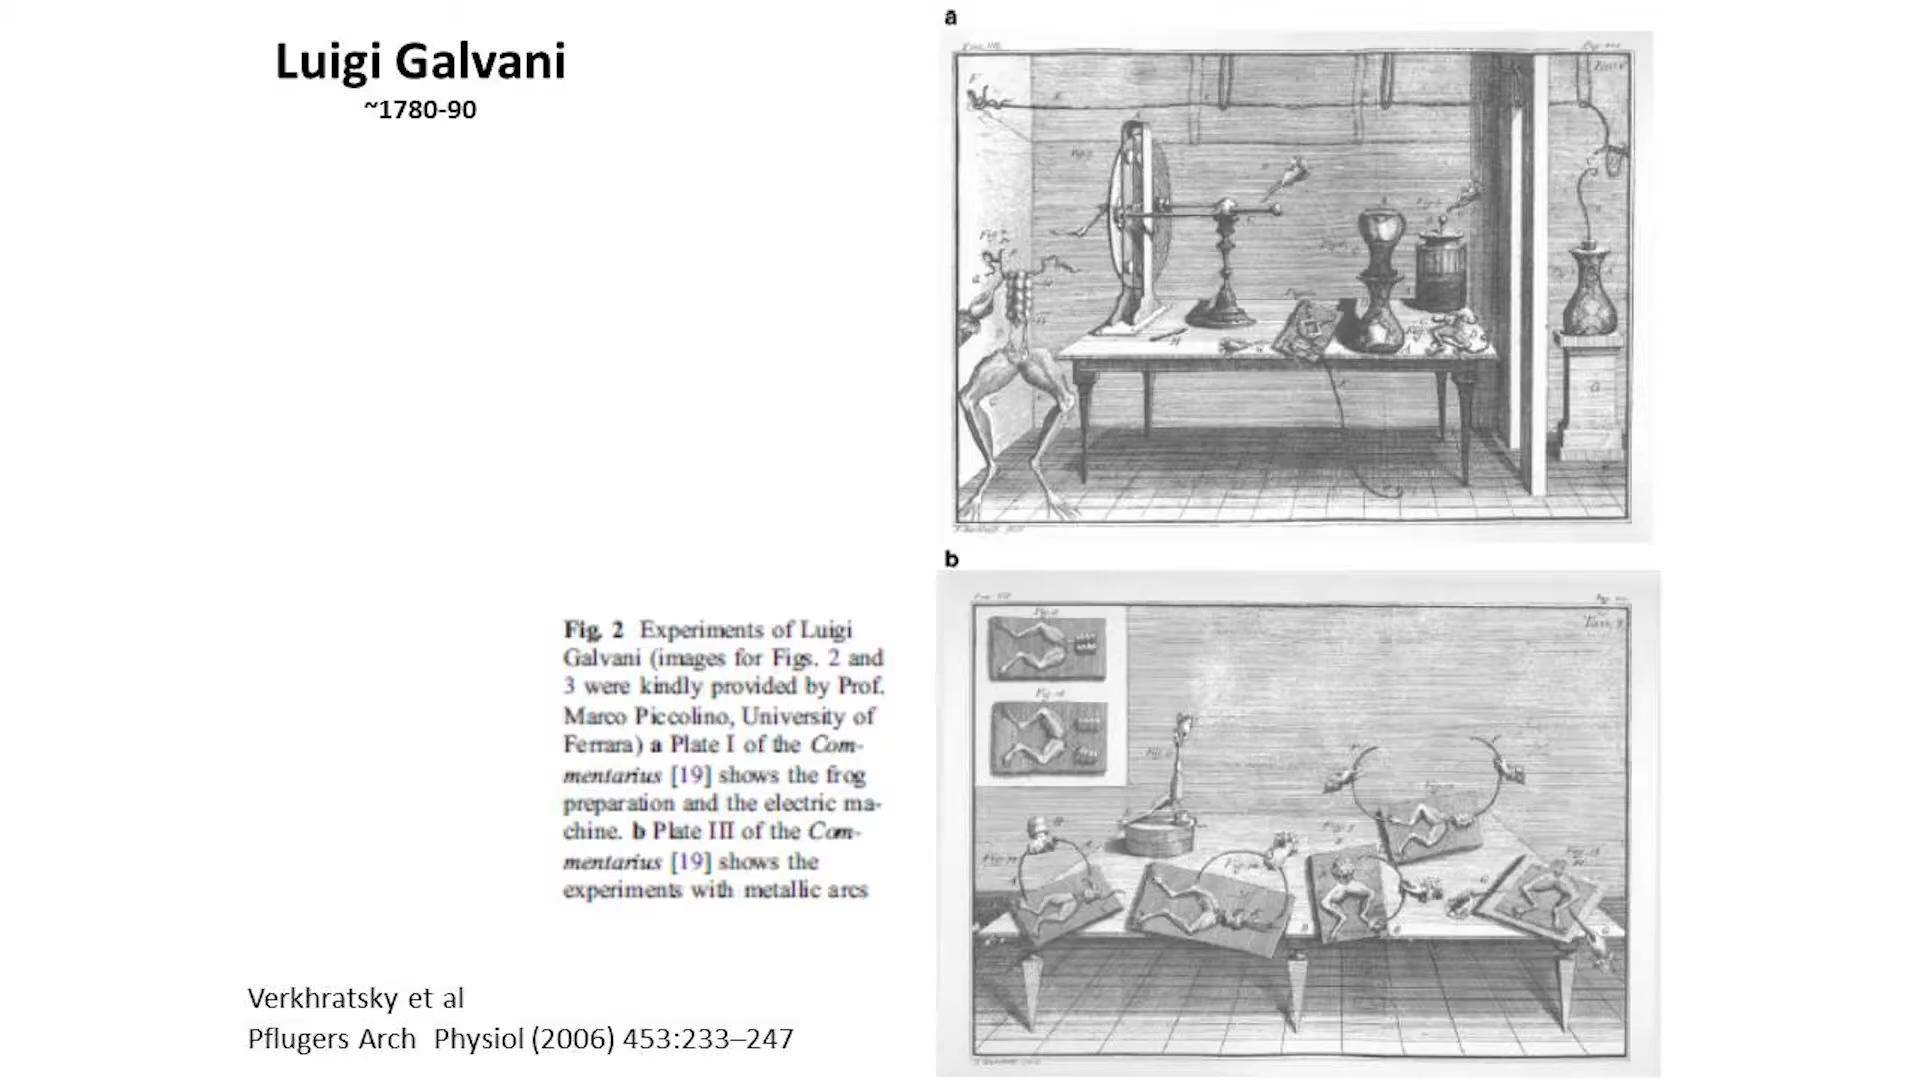 Luigi Galvani
~1780-90
a
b
Fig. 2 Experiments of Luigi
Galvani (images for Figs. 2 and
3 were kindly provided by Prof.
Marco Piccolino, University of
Ferrara) a Plate I of the Com-
mentarius [19] shows the frog
preparation and the electric ma-
chine. b Plate III of the Com-
mentarius [19] shows the
experiments with metallic arcs
Verkhratsky et al
Pflugers Arch Physiol (2006) 453:233–247